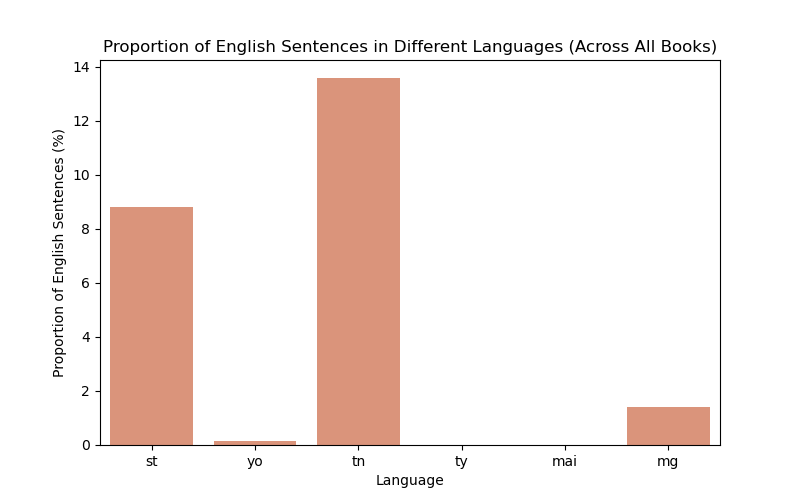 Proportion of English Sentences in Different Languages (Across All Books)
14
12
10
8
6
4
2
0
Proportion of English Sentences (%)
st yo tn ty mai mg
Language